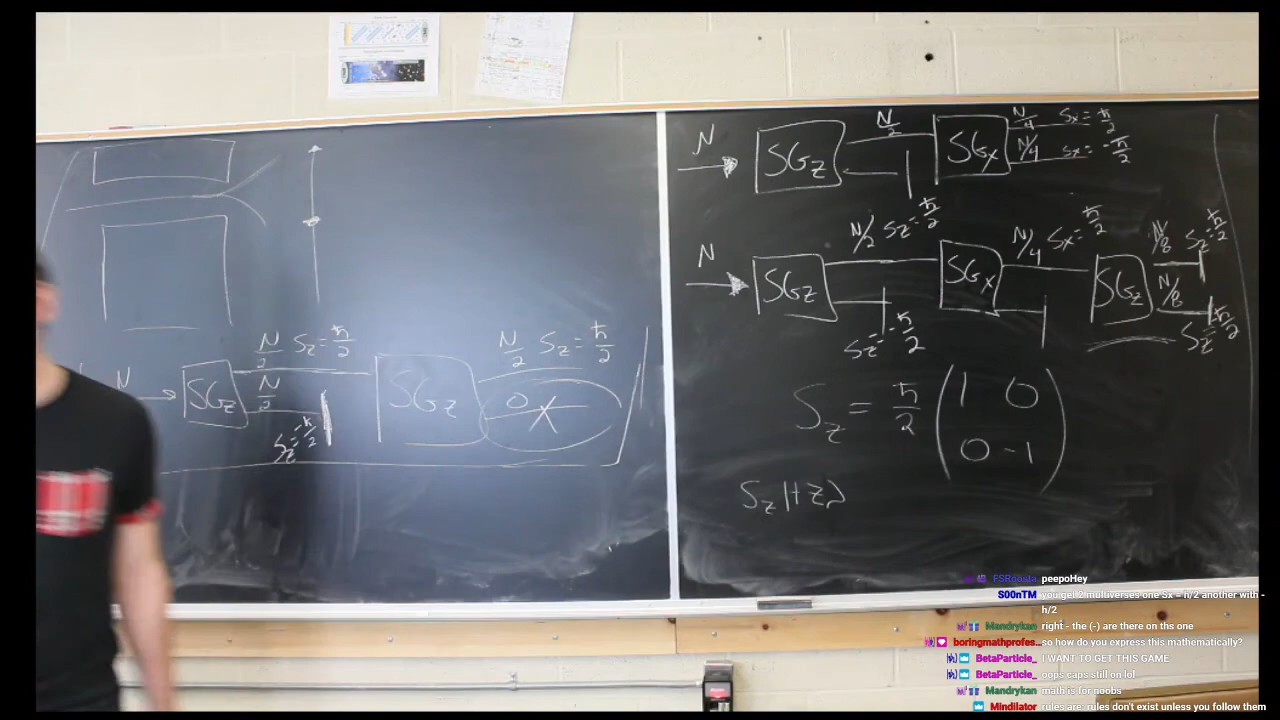 N
SGz
N/2 Sz=ħ/2
N/2
Sz=-ħ/2
SGz
N/2 Sz=ħ/2
0
N
SGz
N/2
SGx
N/4 Sx=ħ/2
N/4 Sx=-ħ/2
N
SGz
N/2 Sz=ħ/2
Sz=-ħ/2
SGx
N/4 Sx=ħ/2
SGz
N/8 Sz=ħ/2
N/8
Sz=-ħ/2
Sz = ħ/2 (1 0
0 -1)
Sz|+z⟩
peepoHey
S00nTM you get 2 multiverses one Sx = ħ/2 another with -
ħ/2
Mandrykan right - the (-) are there on ths one
boringmathprofes… so how do you express this mathematically?
BetaParticle_ I WANT TO GET THIS GAME
BetaParticle_ oops caps still on lol
Mandrykan math is for noobs
Mindilator rules are: rules don't exist unless you follow them